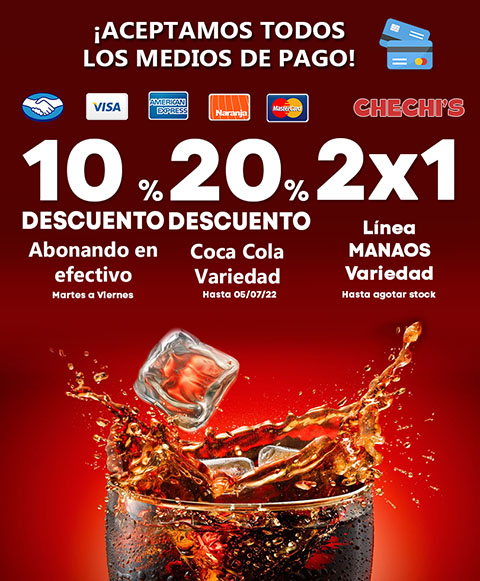 ¡ACEPTAMOS TODOS
LOS MEDIOS DE PAGO!
VISA
AMERICAN
EXPRESS
Naranja
MasterCard
CHECHI'S
10 %
DESCUENTO
Abonando en
efectivo
Martes a Viernes
20 %
DESCUENTO
Coca Cola
Variedad
Hasta 05/07/22
2x1
Línea
MANAOS
Variedad
Hasta agotar stock